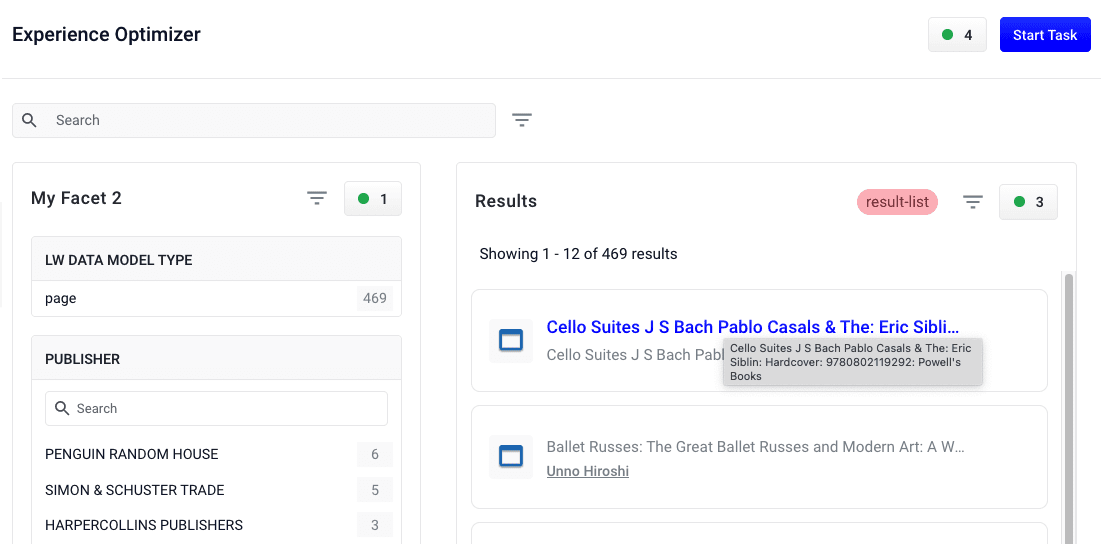 Experience Optimizer
4
Start Task
Search
My Facet 2
1
LW DATA MODEL TYPE
page 469
PUBLISHER
Search
PENGUIN RANDOM HOUSE 6
SIMON & SCHUSTER TRADE 5
HARPERCOLLINS PUBLISHERS 3
Results
result-list
3
Showing 1 - 12 of 469 results
Cello Suites J S Bach Pablo Casals & The: Eric Sibli...
Cello Suites J S Bach Pabl
Cello Suites J S Bach Pablo Casals & The: Eric
Siblin: Hardcover: 9780802119292: Powell's
Books
Ballet Russes: The Great Ballet Russes and Modern Art: A W...
Unno Hiroshi